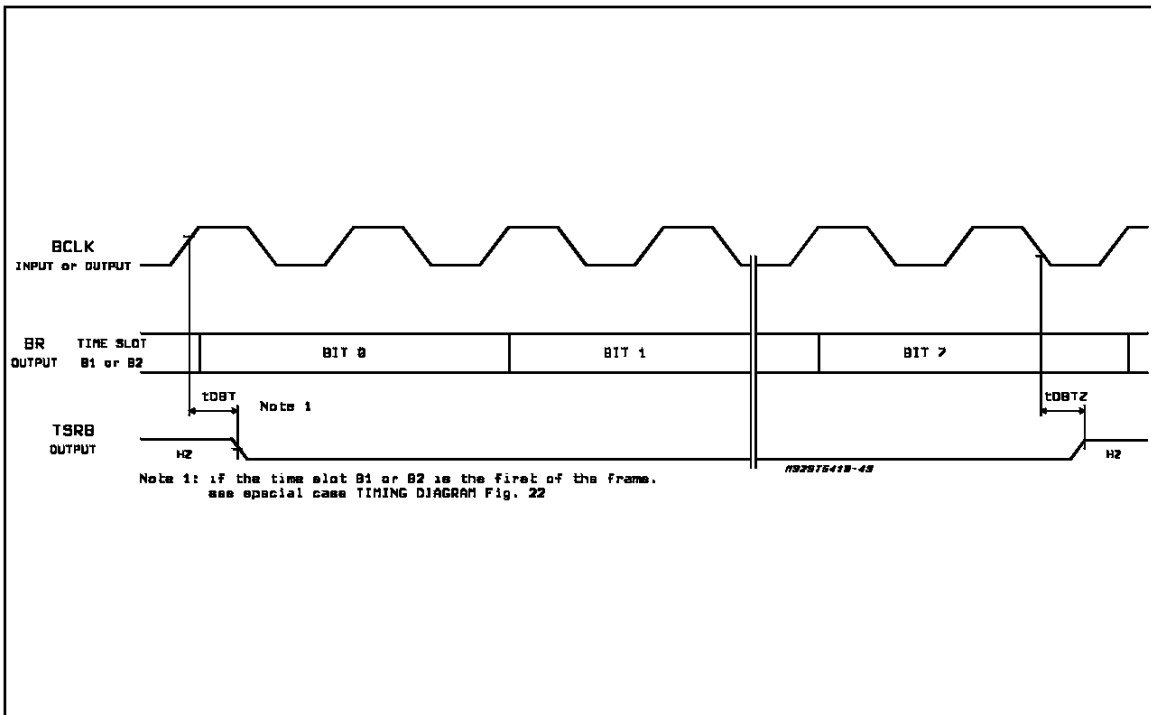 BCLK
INPUT or OUTPUT
BR TIME SLOT
OUTPUT B1 or B2
BIT 0
BIT 1
BIT 7
tDBT
Note 1
tDBTZ
TSRB
OUTPUT
HZ
HZ
Note 1: if the time slot B1 or B2 is the first of the frame.
see special case TIMING DIAGRAM Fig. 22